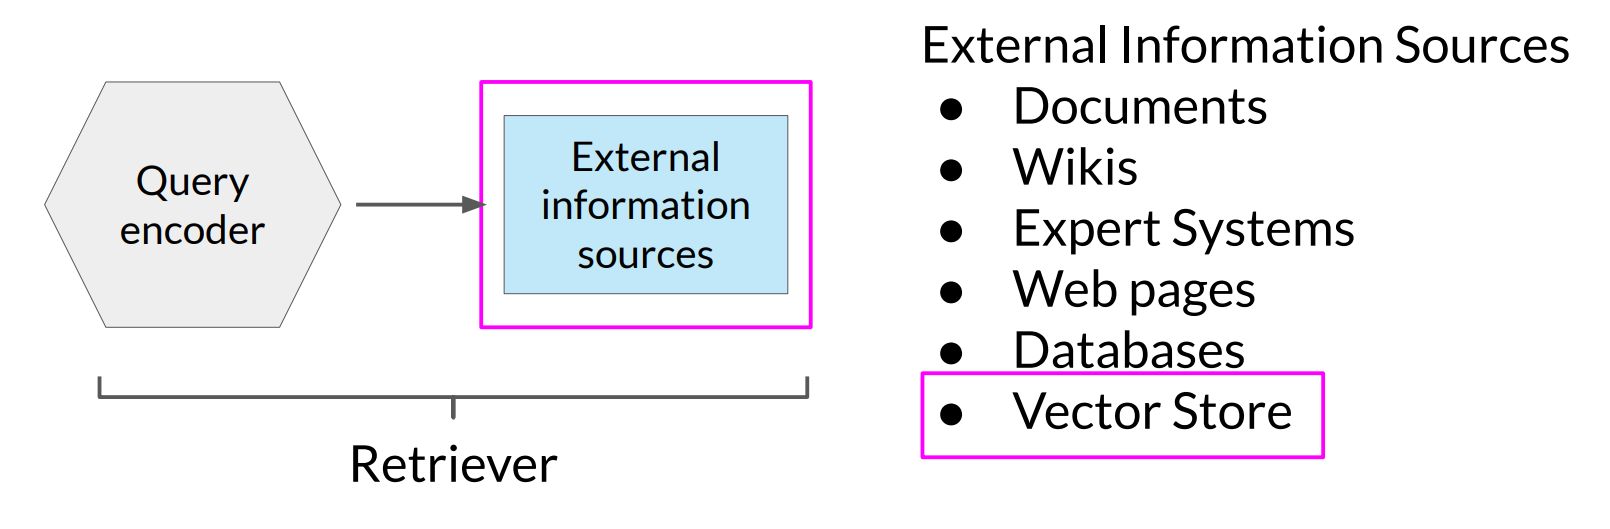 Query
encoder
External
information
sources
Retriever
External Information Sources
● Documents
● Wikis
● Expert Systems
● Web pages
● Databases
● Vector Store